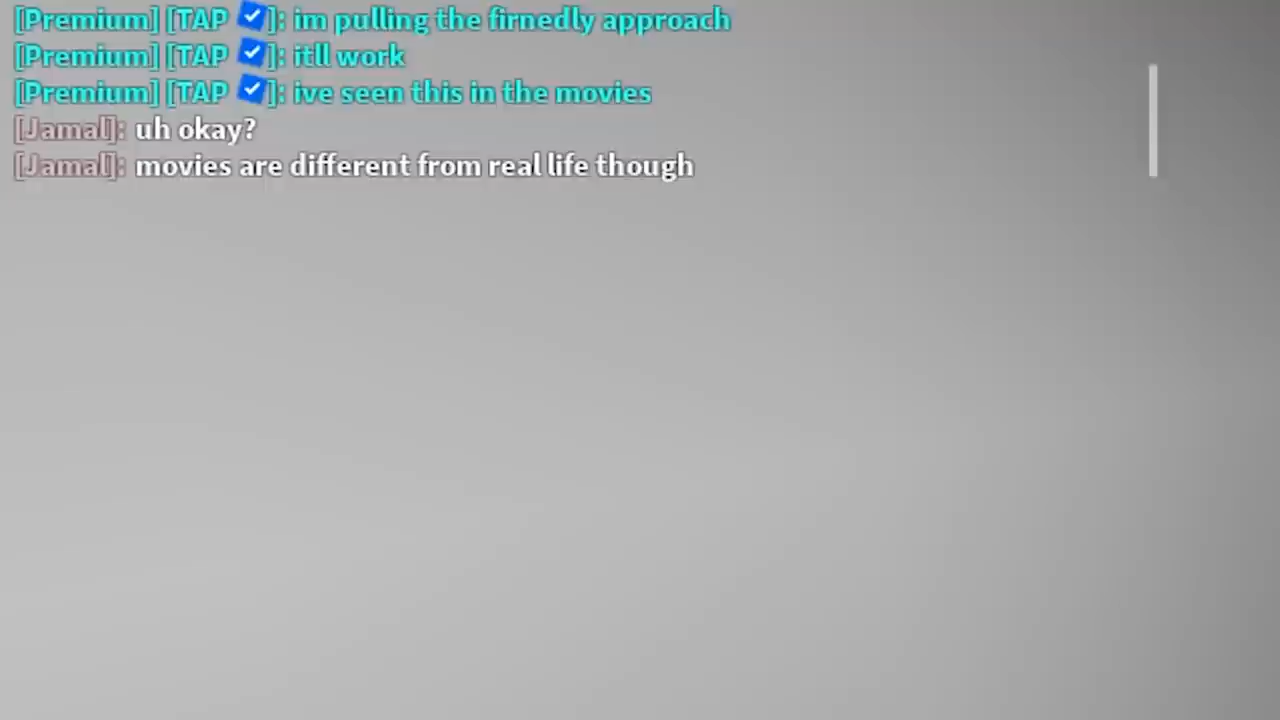 [Premium] [TAP ☑️]: im pulling the firnedly approach
[Premium] [TAP ☑️]: itll work
[Premium] [TAP ☑️]: ive seen this in the movies
[Jamal]: uh okay?
[Jamal]: movies are different from real life though